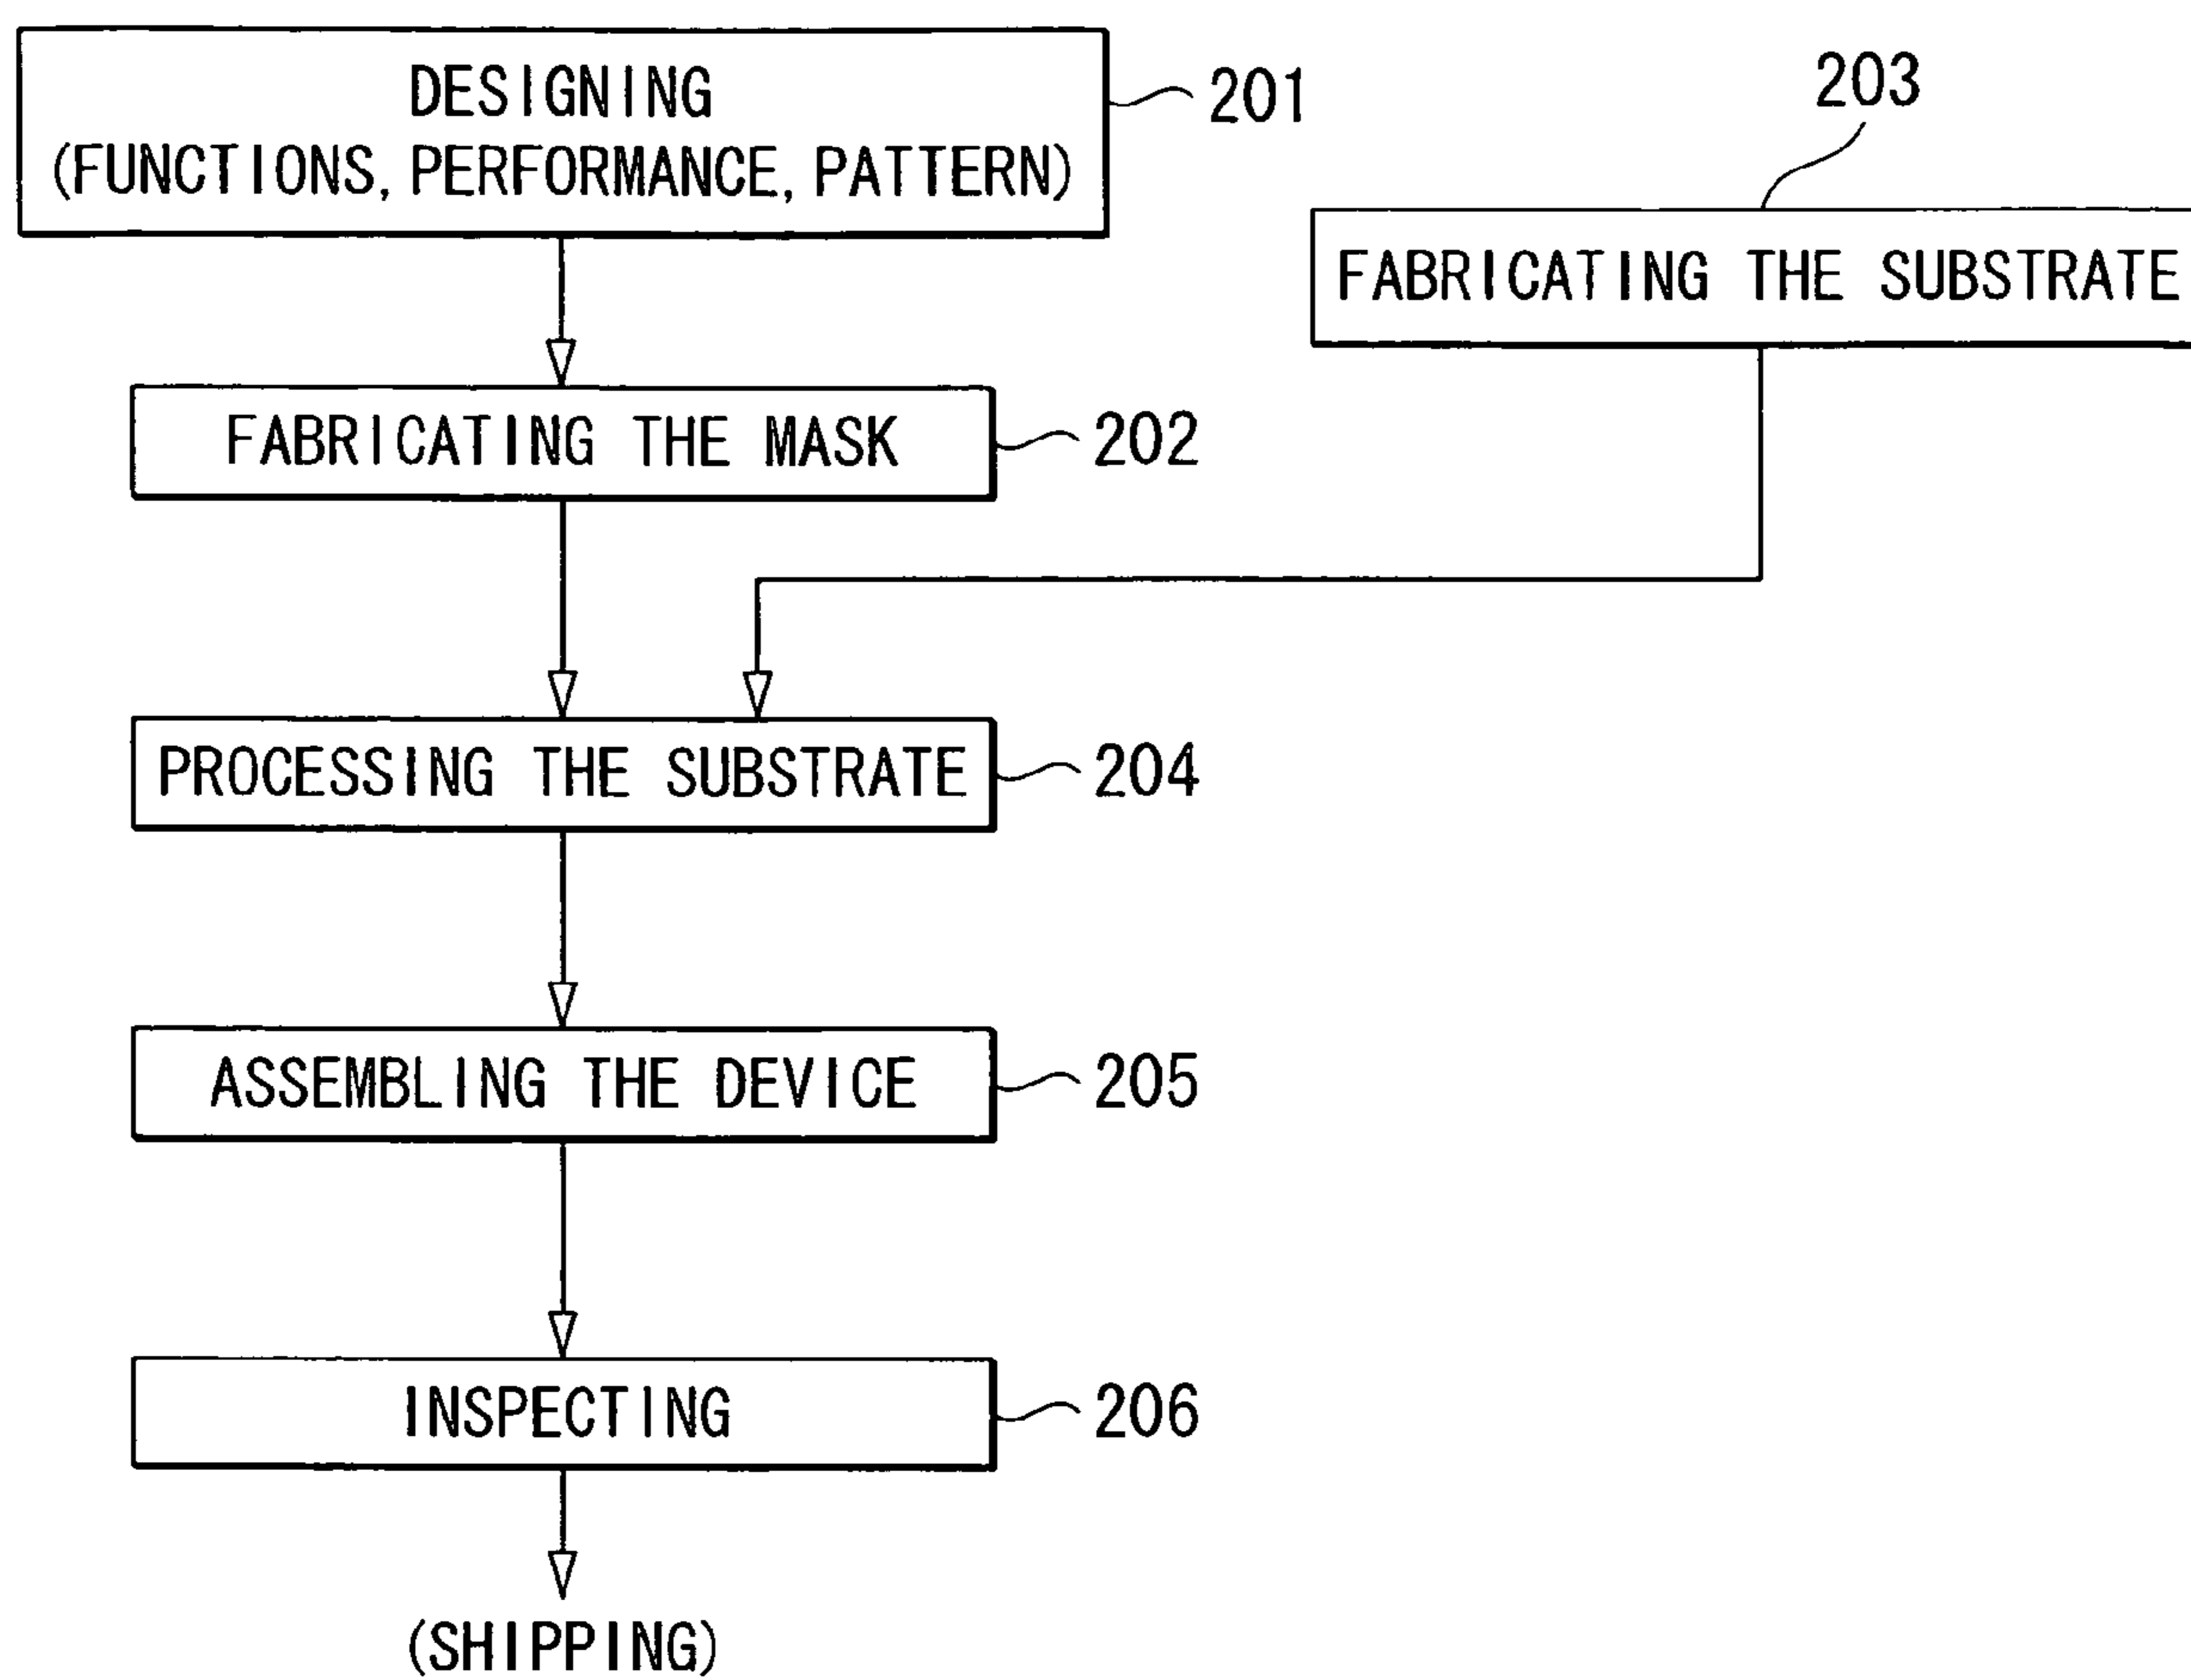 DESIGNING
(FUNCTIONS, PERFORMANCE, PATTERN)
201
203
FABRICATING THE SUBSTRATE
FABRICATING THE MASK
202
PROCESSING THE SUBSTRATE
204
ASSEMBLING THE DEVICE
205
INSPECTING
206
(SHIPPING)